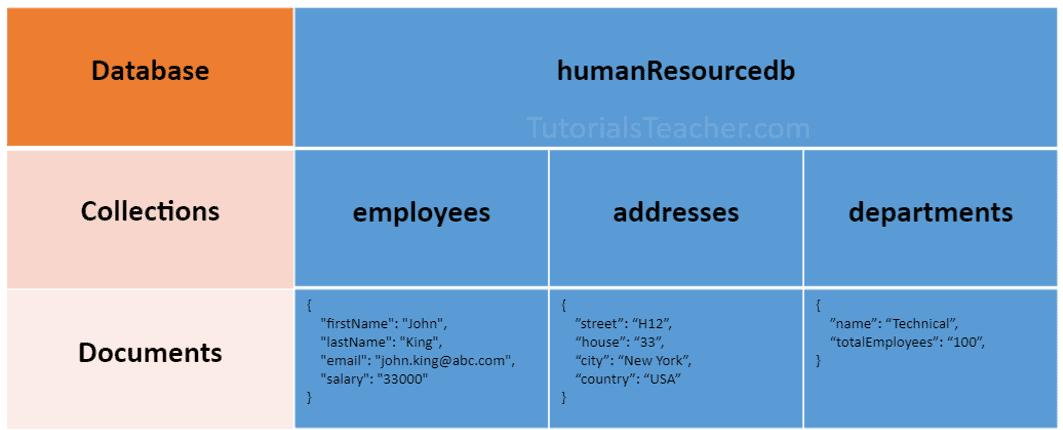 Database
humanResourcedb
TutorialsTeacher.com
Collections
employees
addresses
departments
Documents
{
"firstName": "John",
"lastName": "King",
"email": "john.king@abc.com",
"salary": "33000"
}
{
”street”: “H12”,
“house”: “33”,
“city”: “New York”,
“country”: “USA”
}
{
”name”: “Technical”,
“totalEmployees”: “100”,
}